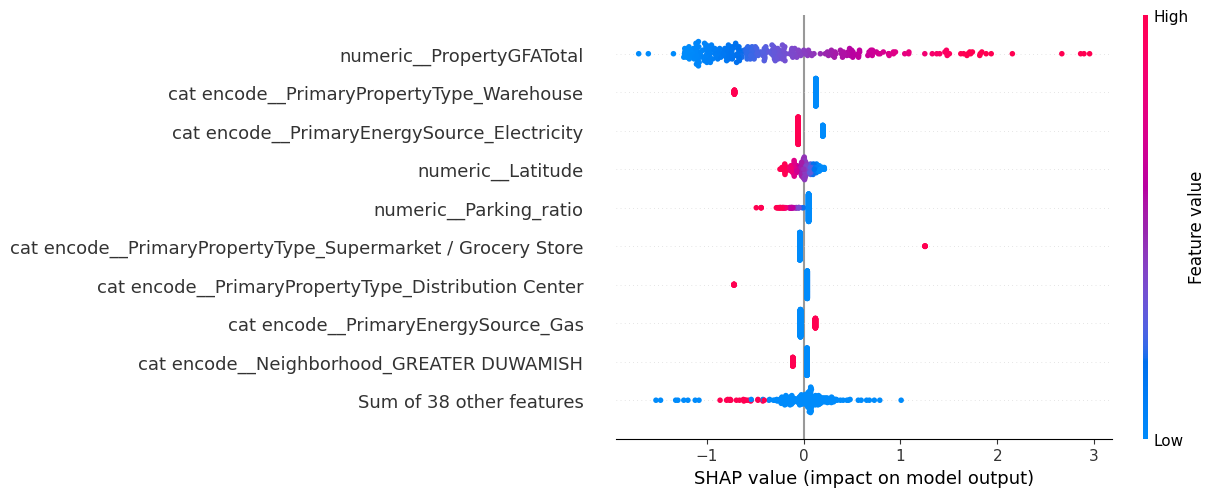 High
numeric__PropertyGFATotal
cat encode__PrimaryPropertyType_Warehouse
cat encode__PrimaryEnergySource_Electricity
numeric__Latitude
numeric__Parking_ratio
cat encode__PrimaryPropertyType_Supermarket / Grocery Store
cat encode__PrimaryPropertyType_Distribution Center
cat encode__PrimaryEnergySource_Gas
cat encode__Neighborhood_GREATER DUWAMISH
Sum of 38 other features
Feature value
Low
−1 0 1 2 3
SHAP value (impact on model output)